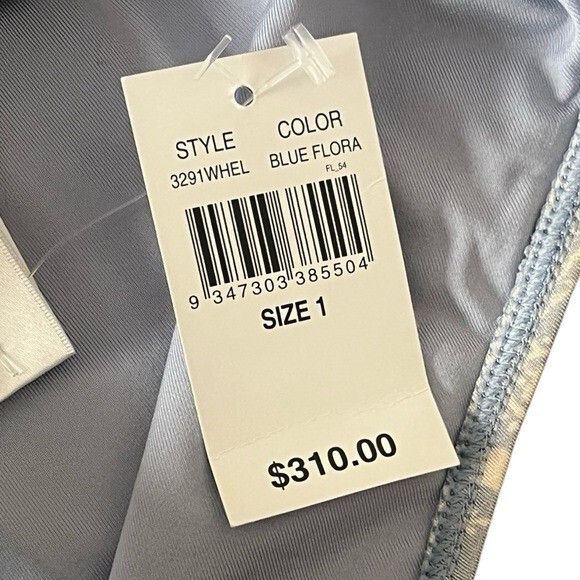 STYLE COLOR
3291WHEL BLUE FLORA
FL_54
9 347303 385504
SIZE 1
$310.00